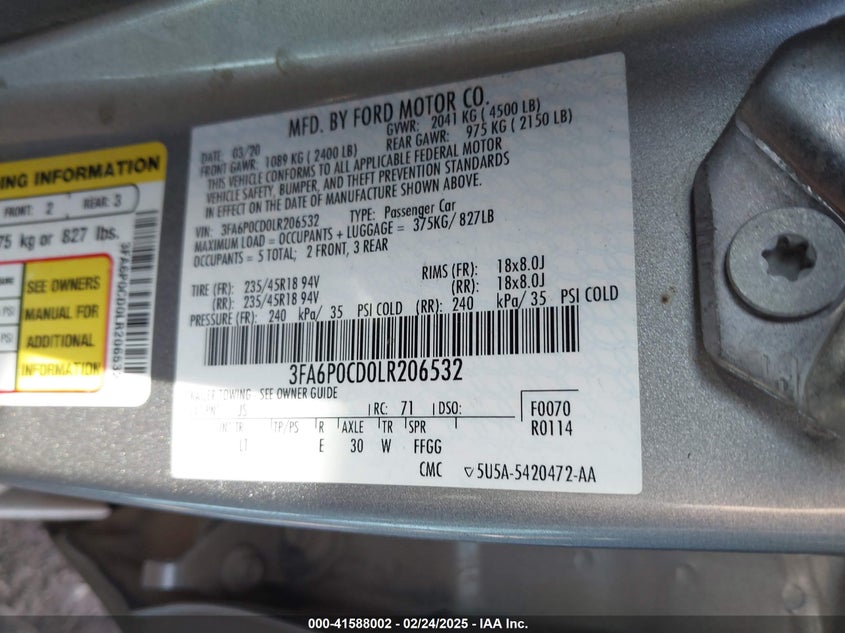 MFD. BY FORD MOTOR CO.
DATE: 03/20
GVWR: 2041 KG ( 4500 LB)
FRONT GAWR: 1089 KG ( 2400 LB)
REAR GAWR: 975 KG ( 2150 LB)
THIS VEHICLE CONFORMS TO ALL APPLICABLE FEDERAL MOTOR
VEHICLE SAFETY, BUMPER, AND THEFT PREVENTION STANDARDS
IN EFFECT ON THE DATE OF MANUFACTURE SHOWN ABOVE.
VIN: 3FA6P0CD0LR206532 TYPE: Passenger Car
MAXIMUM LOAD = OCCUPANTS + LUGGAGE = 375KG/ 827LB
OCCUPANTS = 5 TOTAL; 2 FRONT, 3 REAR
TIRE (FR): 235/45R18 94V RIMS (FR): 18x8.0J
(RR): 235/45R18 94V (RR): 18x8.0J
PRESSURE (FR): 240 kPa/ 35 PSI COLD (RR): 240 kPa/ 35 PSI COLD
3FA6P0CD0LR206532
TOWING - SEE OWNER GUIDE
JS RC: 71 DSO:
F0070
R0114
TR TP/PS R AXLE TR SPR
LT E 30 W FFGG
CMC 5U5A-5420472-AA
ING INFORMATION
FRONT: 2 REAR: 3
75 kg or 827 lbs.
SEE OWNERS
MANUAL FOR
ADDITIONAL
INFORMATION
3FA6P0CD0LR206532
000-41588002 - 02/24/2025 - IAA Inc.